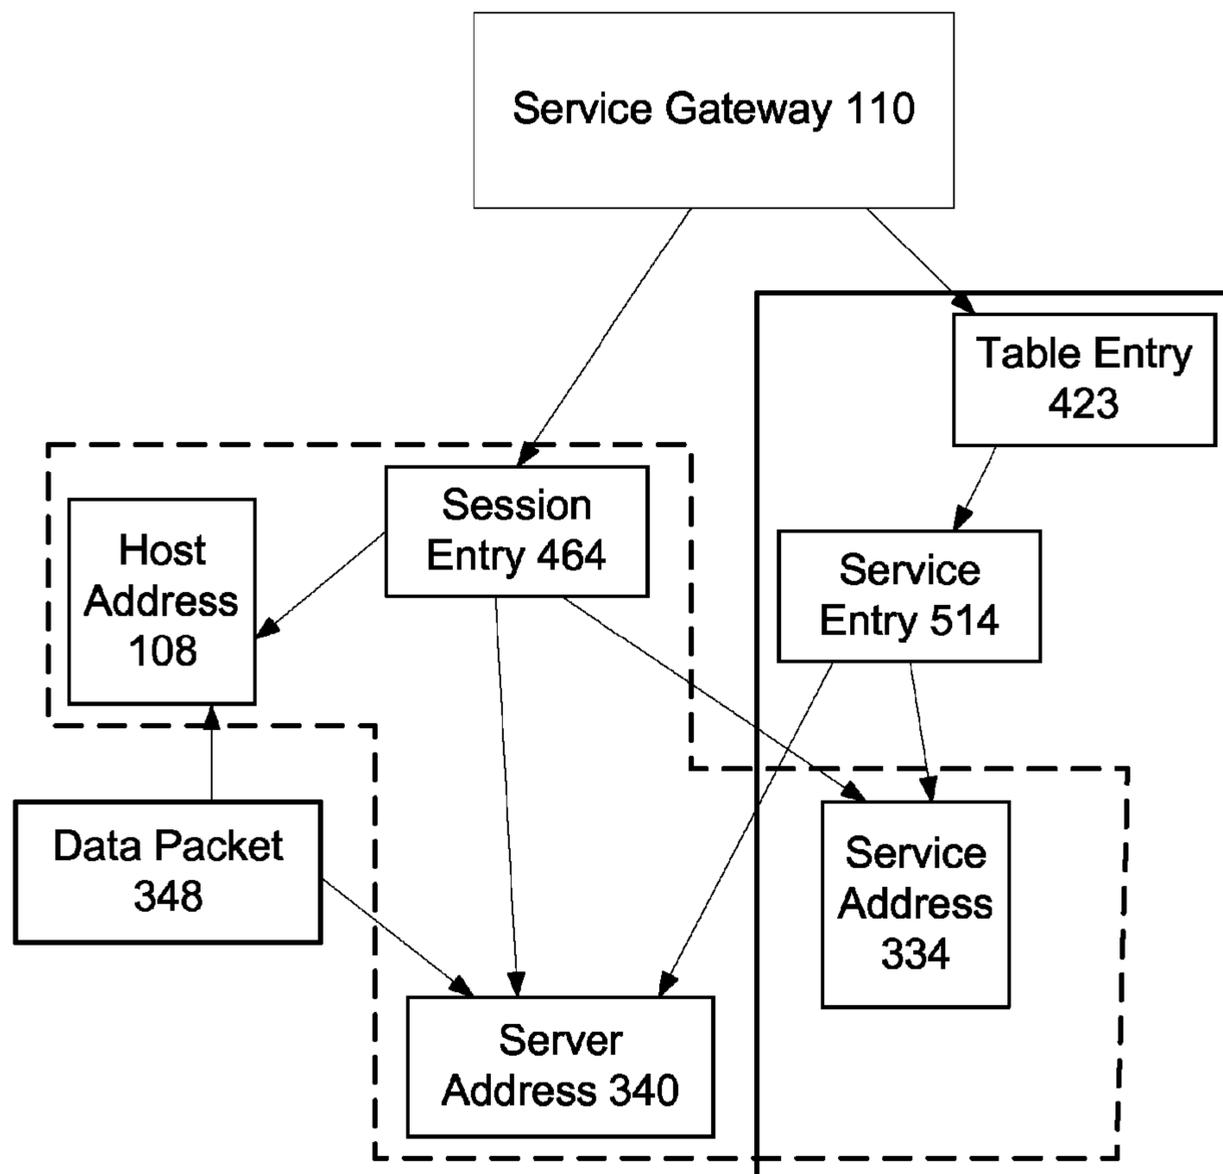 Service Gateway 110
Table Entry
423
Session
Entry 464
Host
Address
108
Service
Entry 514
Data Packet
348
Service
Address
334
Server
Address 340